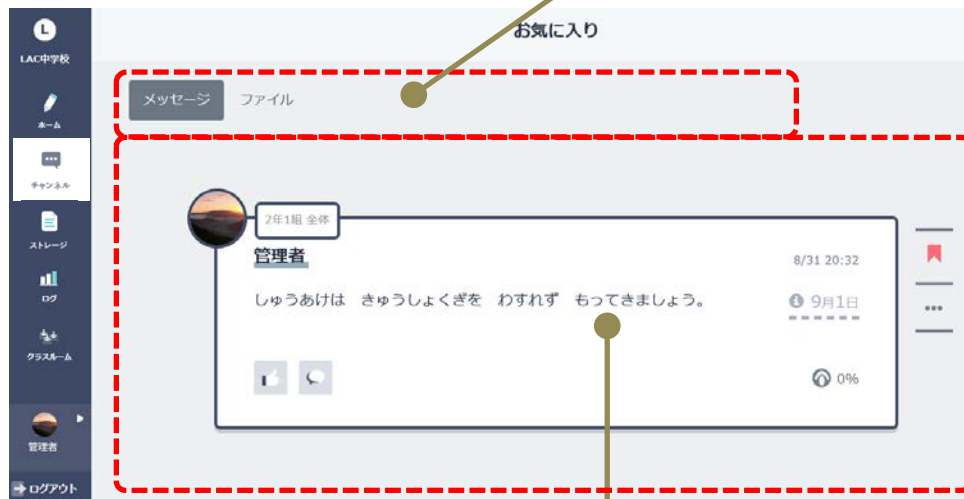 L
LAC中学校
ホーム
チャンネル
ストレージ
ログ
クラスルーム
管理者
ログアウト
お気に入り
メッセージ ファイル
2年1組 全体
管理者
8/31 20:32
しゅうあけは きゅうしょくぎを わすれず もってきましょう。
9月1日
0%